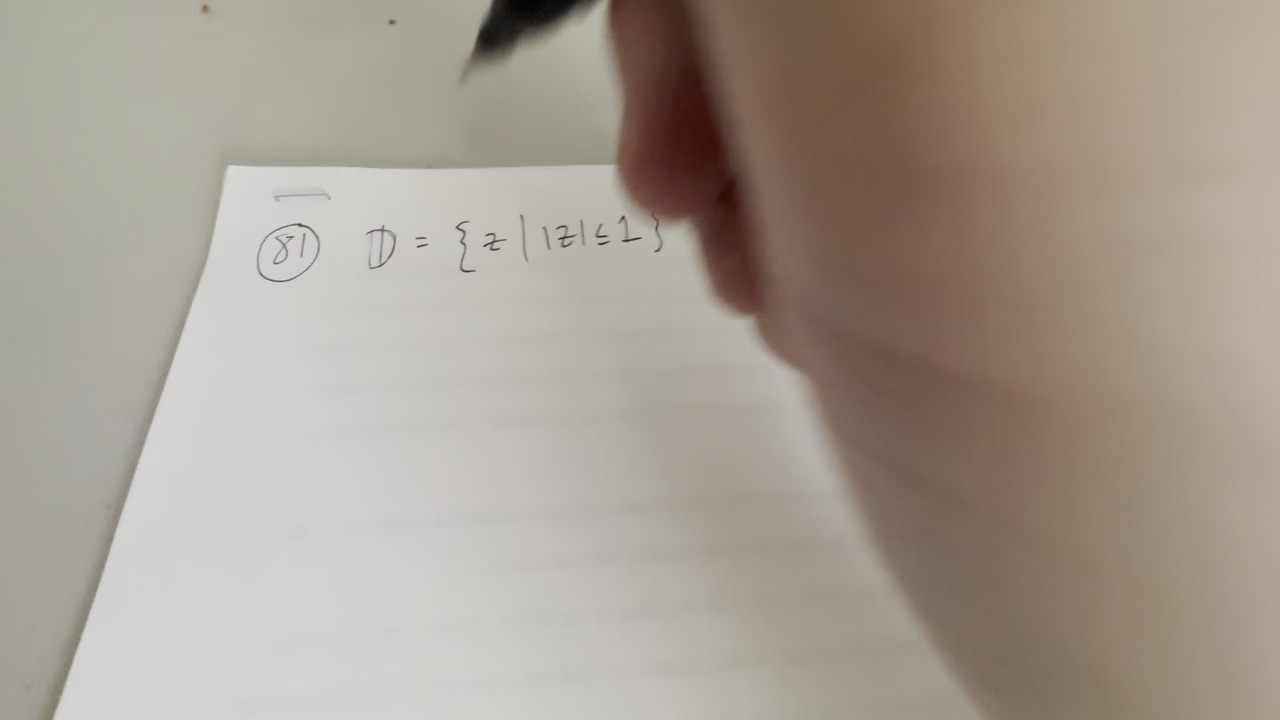 81 𝔻 = { z | |z| ≤ 1 }